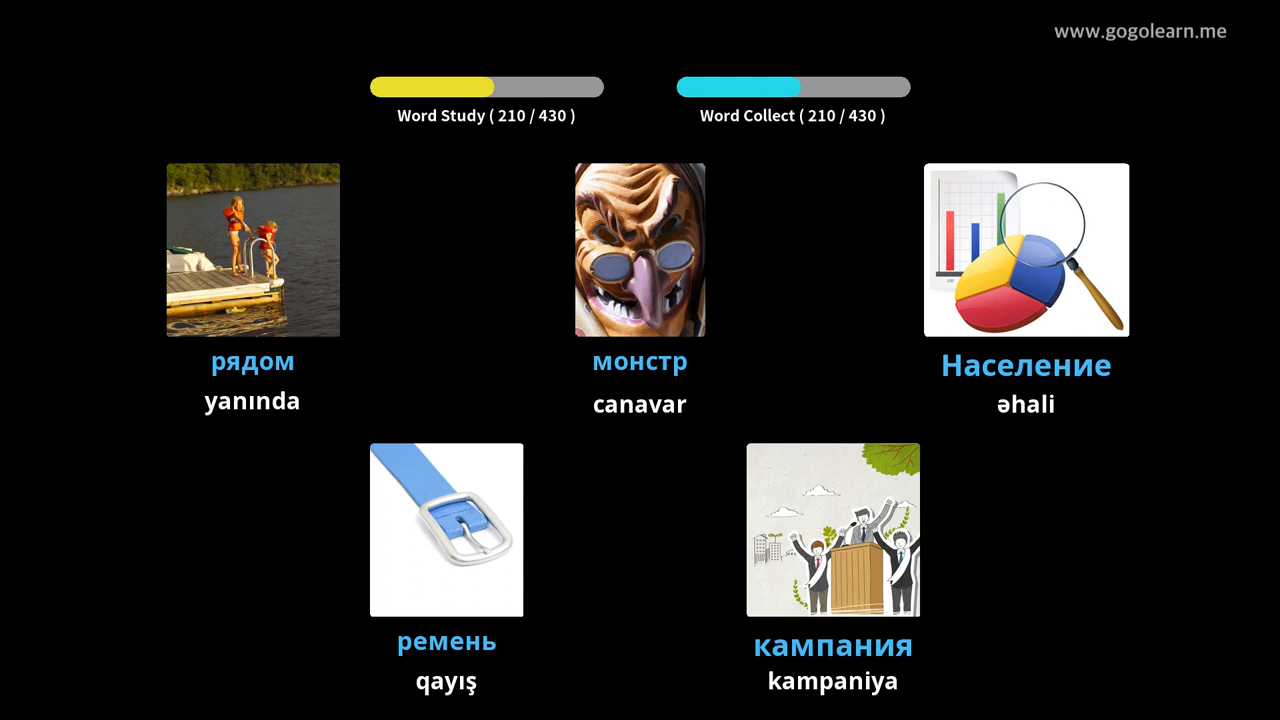 www.gogolearn.me
Word Study ( 210 / 430 )
Word Collect ( 210 / 430 )
рядом
yanında
монстр
canavar
Население
əhali
ремень
qayış
кампания
kampaniya